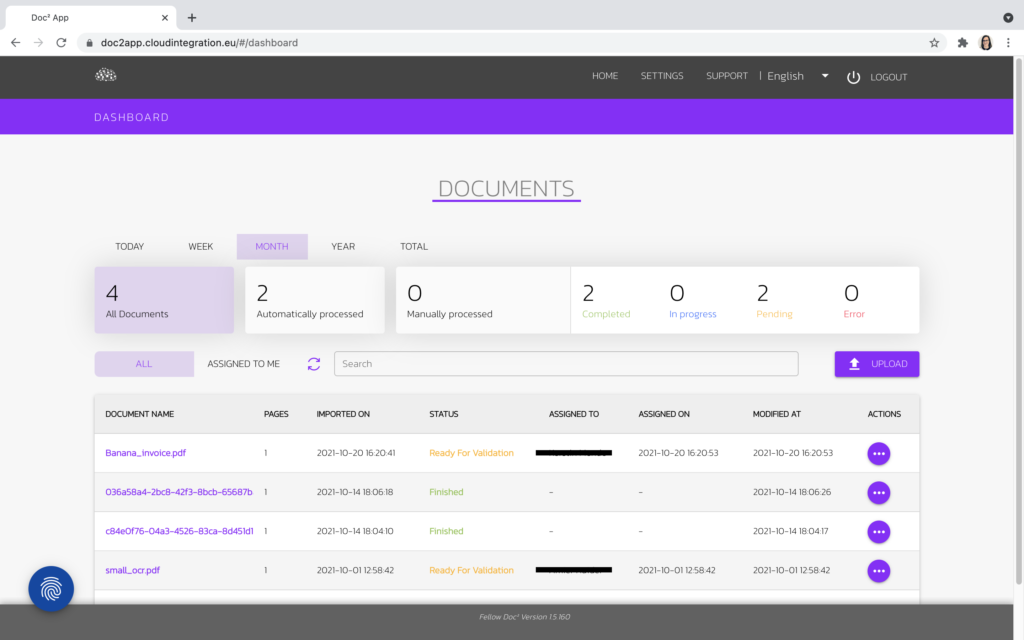 Doc² App
doc2app.cloudintegration.eu/#/dashboard
HOME SETTINGS SUPPORT | English LOGOUT
DASHBOARD
DOCUMENTS
TODAY WEEK MONTH YEAR TOTAL
4 2 0 2 0 2 0
All Documents Automatically processed Manually processed Completed In progress Pending Error
ALL ASSIGNED TO ME Search UPLOAD
DOCUMENT NAME PAGES IMPORTED ON STATUS ASSIGNED TO ASSIGNED ON MODIFIED AT ACTIONS
Banana_invoice.pdf 1 2021-10-20 16:20:41 Ready For Validation 2021-10-20 16:20:53 2021-10-20 16:20:53
036a58a4-2bc8-42f3-8bcb-65687b 1 2021-10-14 18:06:18 Finished - - 2021-10-14 18:06:26
c84e0f76-04a3-4526-83ca-8d451d1 1 2021-10-14 18:04:10 Finished - - 2021-10-14 18:04:17
small_ocr.pdf 1 2021-10-01 12:58:42 Ready For Validation 2021-10-01 12:58:42 2021-10-01 12:58:42
Fellow Doc² Version 1.5.160